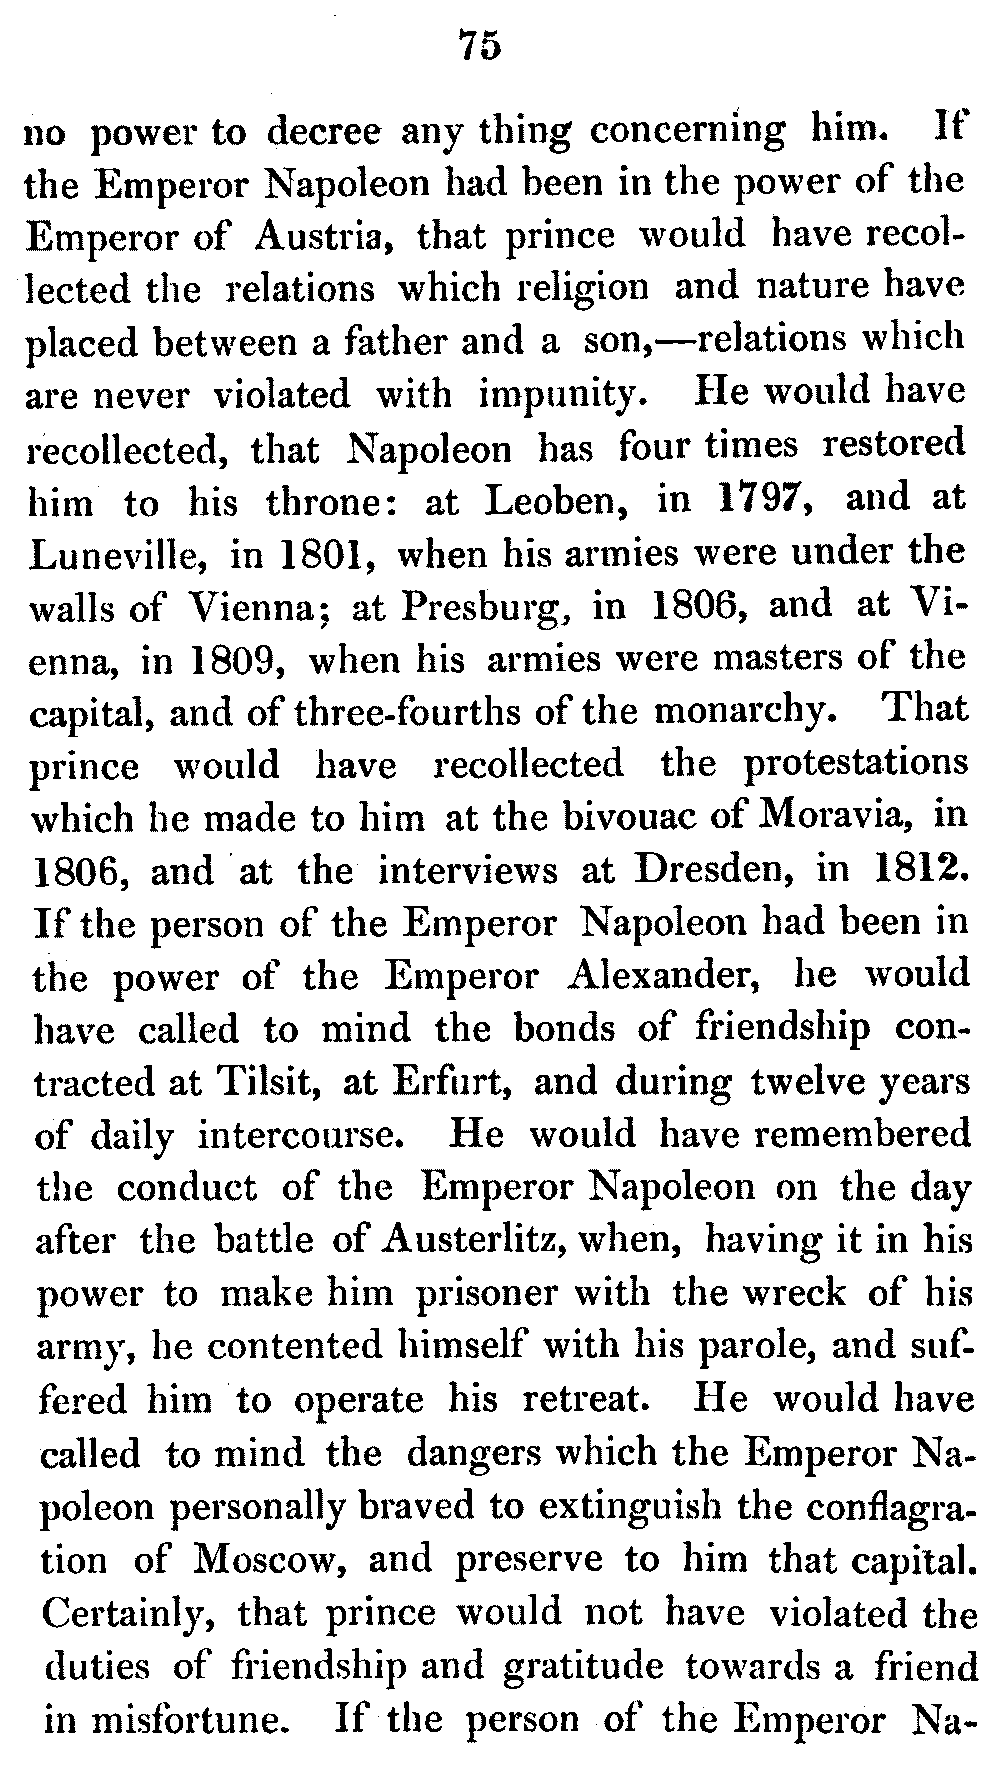 75
no power to decree any thing concerning him. If
the Emperor Napoleon had been in the power of the
Emperor of Austria, that prince would have recol-
lected the relations which religion and nature have
placed between a father and a son,—relations which
are never violated with impunity. He would have
recollected, that Napoleon has four times restored
him to his throne: at Leoben, in 1797, and at
Luneville, in 1801, when his armies were under the
walls of Vienna; at Presburg, in 1806, and at Vi-
enna, in 1809, when his armies were masters of the
capital, and of three-fourths of the monarchy. That
prince would have recollected the protestations
which he made to him at the bivouac of Moravia, in
1806, and at the interviews at Dresden, in 1812.
If the person of the Emperor Napoleon had been in
the power of the Emperor Alexander, he would
have called to mind the bonds of friendship con-
tracted at Tilsit, at Erfurt, and during twelve years
of daily intercourse. He would have remembered
the conduct of the Emperor Napoleon on the day
after the battle of Austerlitz, when, having it in his
power to make him prisoner with the wreck of his
army, he contented himself with his parole, and suf-
fered him to operate his retreat. He would have
called to mind the dangers which the Emperor Na-
poleon personally braved to extinguish the conflagra-
tion of Moscow, and preserve to him that capital.
Certainly, that prince would not have violated the
duties of friendship and gratitude towards a friend
in misfortune. If the person of the Emperor Na-